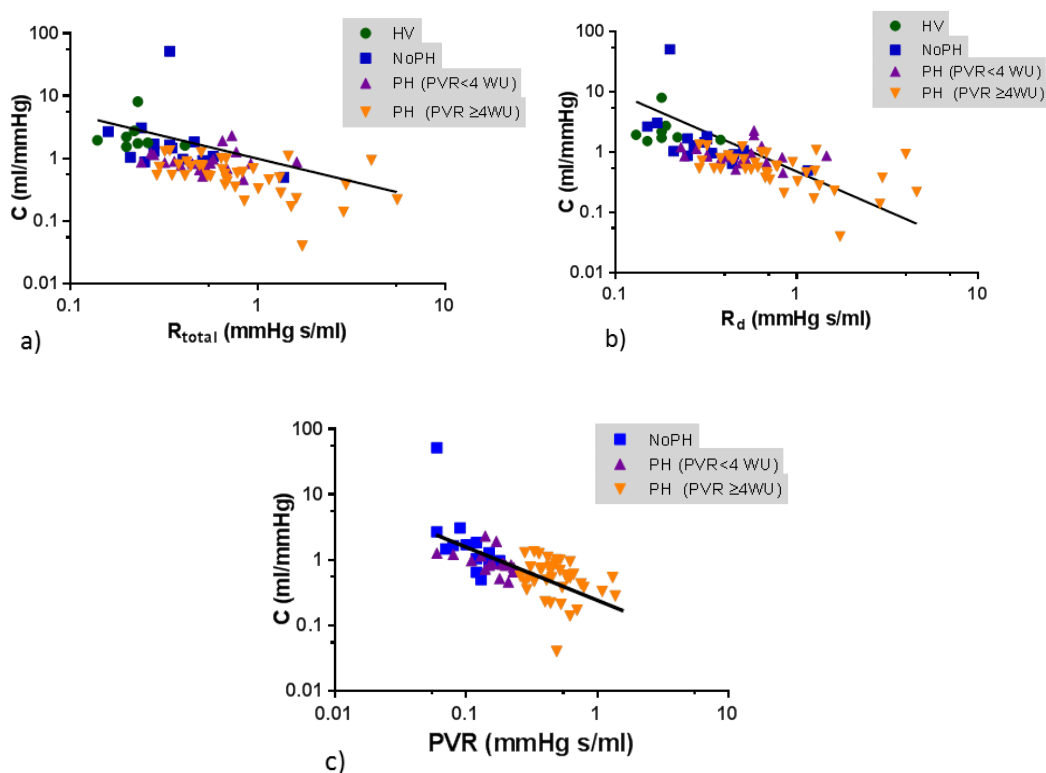 HV
NoPH
PH (PVR<4 WU)
PH (PVR ≥4WU)
100
10
1
0.1
0.01
C (ml/mmHg)
0.1
1
10
R_total (mmHg s/ml)
a)
HV
NoPH
PH (PVR<4 WU)
PH (PVR ≥4WU)
100
10
1
0.1
0.01
C (ml/mmHg)
0.1
1
10
R_d (mmHg s/ml)
b)
NoPH
PH (PVR<4 WU)
PH (PVR ≥4WU)
100
10
1
0.1
0.01
C (ml/mmHg)
0.01
0.1
1
10
PVR (mmHg s/ml)
c)